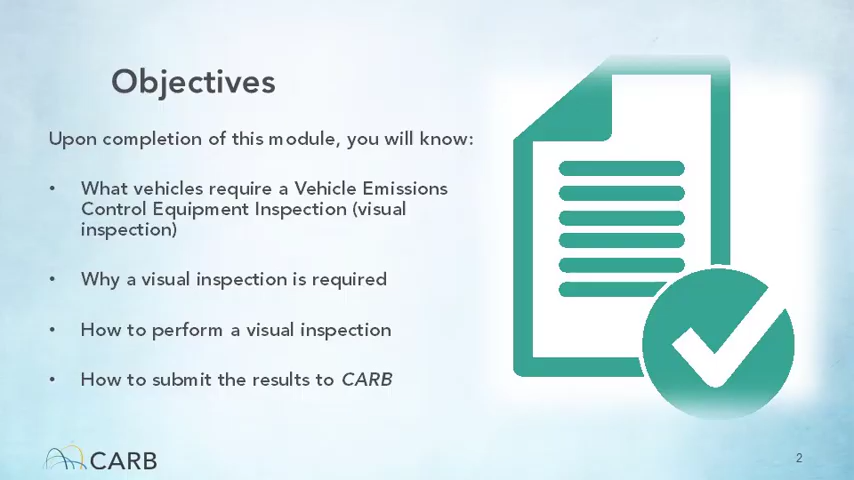 Objectives
Upon completion of this module, you will know:
• What vehicles require a Vehicle Emissions
Control Equipment Inspection (visual
inspection)
• Why a visual inspection is required
• How to perform a visual inspection
• How to submit the results to CARB
CARB
2